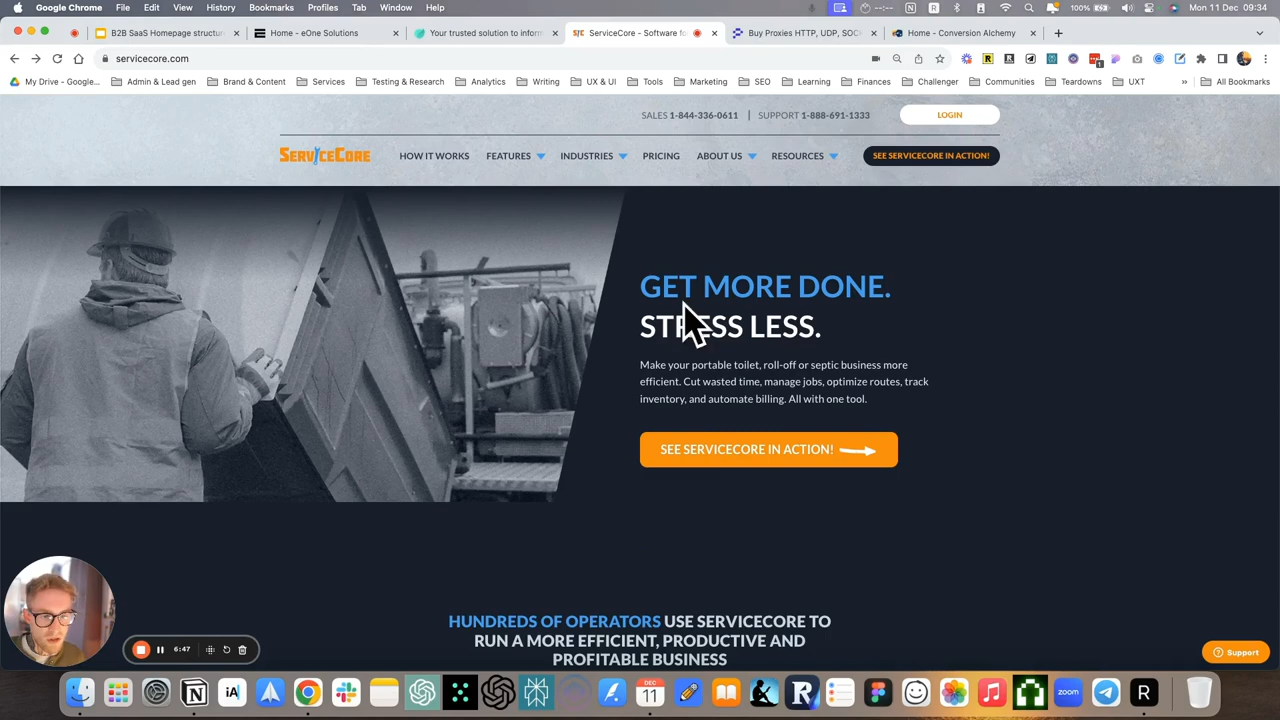 Google Chrome File Edit View History Bookmarks Profiles Tab Window Help
100% Mon 11 Dec 09:34
B2B SaaS Homepage structur
Home - eOne Solutions
Your trusted solution to inform
ServiceCore - Software fo
Buy Proxies HTTP, UDP, SOC
Home - Conversion Alchemy
servicecore.com
My Drive - Google... Admin & Lead gen Brand & Content Services Testing & Research Analytics Writing UX & UI Tools Marketing SEO Learning Finances Challenger Communities Teardowns UXT » All Bookmarks
SALES 1-844-336-0611 | SUPPORT 1-888-691-1333 LOGIN
SERVICECORE HOW IT WORKS FEATURES INDUSTRIES PRICING ABOUT US RESOURCES SEE SERVICECORE IN ACTION!
GET MORE DONE.
STRESS LESS.
Make your portable toilet, roll-off or septic business more
efficient. Cut wasted time, manage jobs, optimize routes, track
inventory, and automate billing. All with one tool.
SEE SERVICECORE IN ACTION!
HUNDREDS OF OPERATORS USE SERVICECORE TO
RUN A MORE EFFICIENT, PRODUCTIVE AND
PROFITABLE BUSINESS
6:47
Support
iA
DEC
11
zoom
R